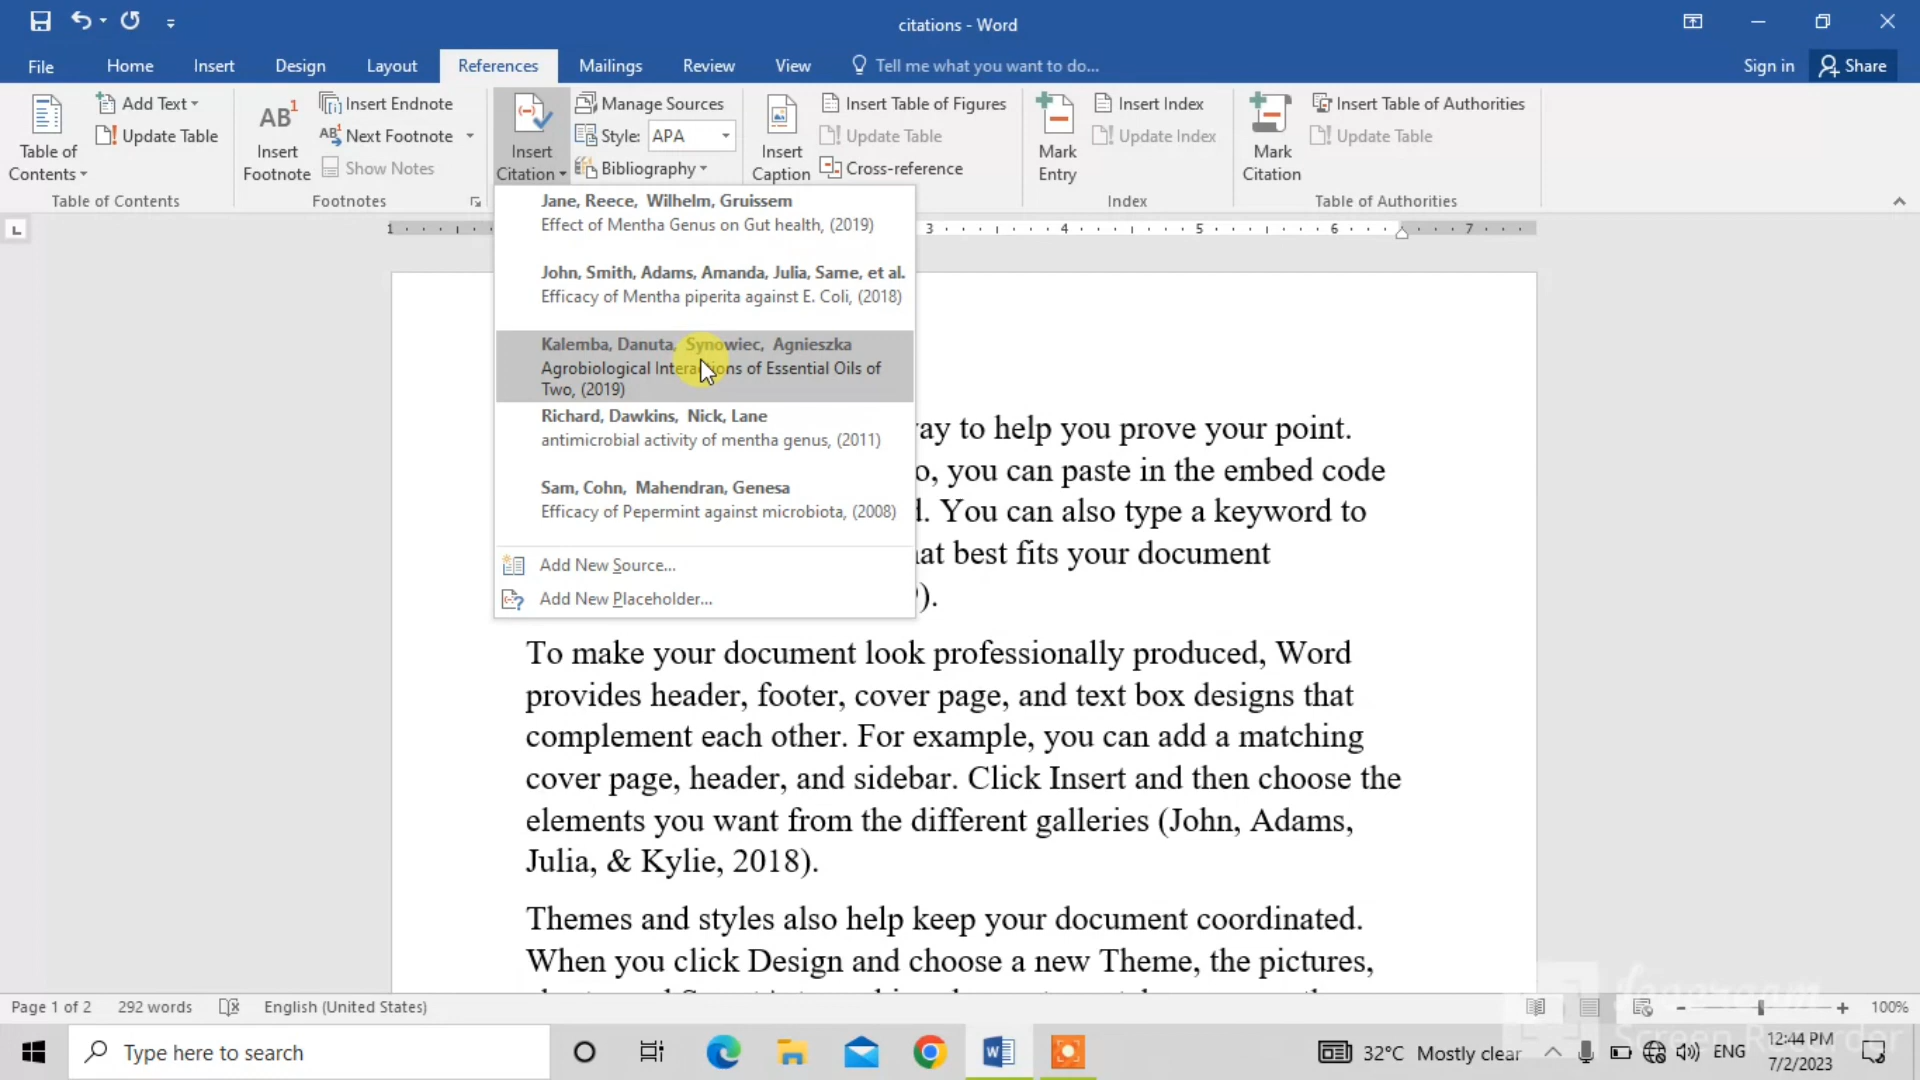 citations - Word
File Home Insert Design Layout References Mailings Review View Tell me what you want to do... Sign in Share
Table of Contents
Add Text
Update Table
Table of Contents
AB1
Insert Footnote
Insert Endnote
Next Footnote
Show Notes
Footnotes
Insert Citation
Manage Sources
Style: APA
Bibliography
Insert Caption
Insert Table of Figures
Update Table
Cross-reference
Mark Entry
Insert Index
Update Index
Index
Mark Citation
Insert Table of Authorities
Update Table
Table of Authorities
1 3 4 5 6 7
Jane, Reece, Wilhelm, Gruissem
Effect of Mentha Genus on Gut health, (2019)
John, Smith, Adams, Amanda, Julia, Same, et al.
Efficacy of Mentha piperita against E. Coli, (2018)
Kalemba, Danuta, Synowiec, Agnieszka
Agrobiological Interactions of Essential Oils of
Two, (2019)
Richard, Dawkins, Nick, Lane
antimicrobial activity of mentha genus, (2011)
Sam, Cohn, Mahendran, Genesa
Efficacy of Pepermint against microbiota, (2008)
Add New Source...
Add New Placeholder...
to help you prove your point.
you can paste in the embed code
You can also type a keyword to
best fits your document
).
To make your document look professionally produced, Word
provides header, footer, cover page, and text box designs that
complement each other. For example, you can add a matching
cover page, header, and sidebar. Click Insert and then choose the
elements you want from the different galleries (John, Adams,
Julia, & Kylie, 2018).
Themes and styles also help keep your document coordinated.
When you click Design and choose a new Theme, the pictures,
Page 1 of 2 292 words English (United States) 100%
Screen Recorder
Type here to search
32°C Mostly clear ENG 12:44 PM
7/2/2023